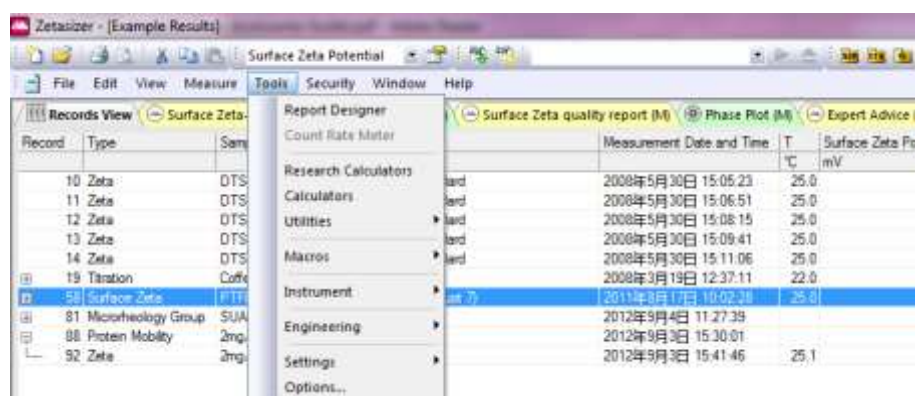 Zetasizer - [Example Results]
Surface Zeta Potential
File Edit View Measure Tools Security Window Help
Records View Surface Zeta- Surface Zeta quality report (M) Phase Plot (M) Expert Advice
Report Designer
Count Rate Meter
Research Calculators
Calculators
Utilities
Macros
Instrument
Engineering
Settings
Options...
Record Type Sam Measurement Date and Time T Surface Zeta Po
°C mV
10 Zeta DTS dard 2008年5月30日 15:05:23 25.0
11 Zeta DTS dard 2008年5月30日 15:06:51 25.0
12 Zeta DTS dard 2008年5月30日 15:08:15 25.0
13 Zeta DTS dard 2008年5月30日 15:09:41 25.0
14 Zeta DTS dard 2008年5月30日 15:11:06 25.0
19 Titration Coffe 2008年3月19日 12:37:11 22.0
58 Surface Zeta PTF ust 7) 2011年8月17日 10:02:28 25.0
81 Microrheology Group SUA 2012年9月4日 11:27:39
88 Protein Mobility 2mg/ 2012年9月3日 15:30:01
92 Zeta 2mg/ 2012年9月3日 15:41:46 25.1